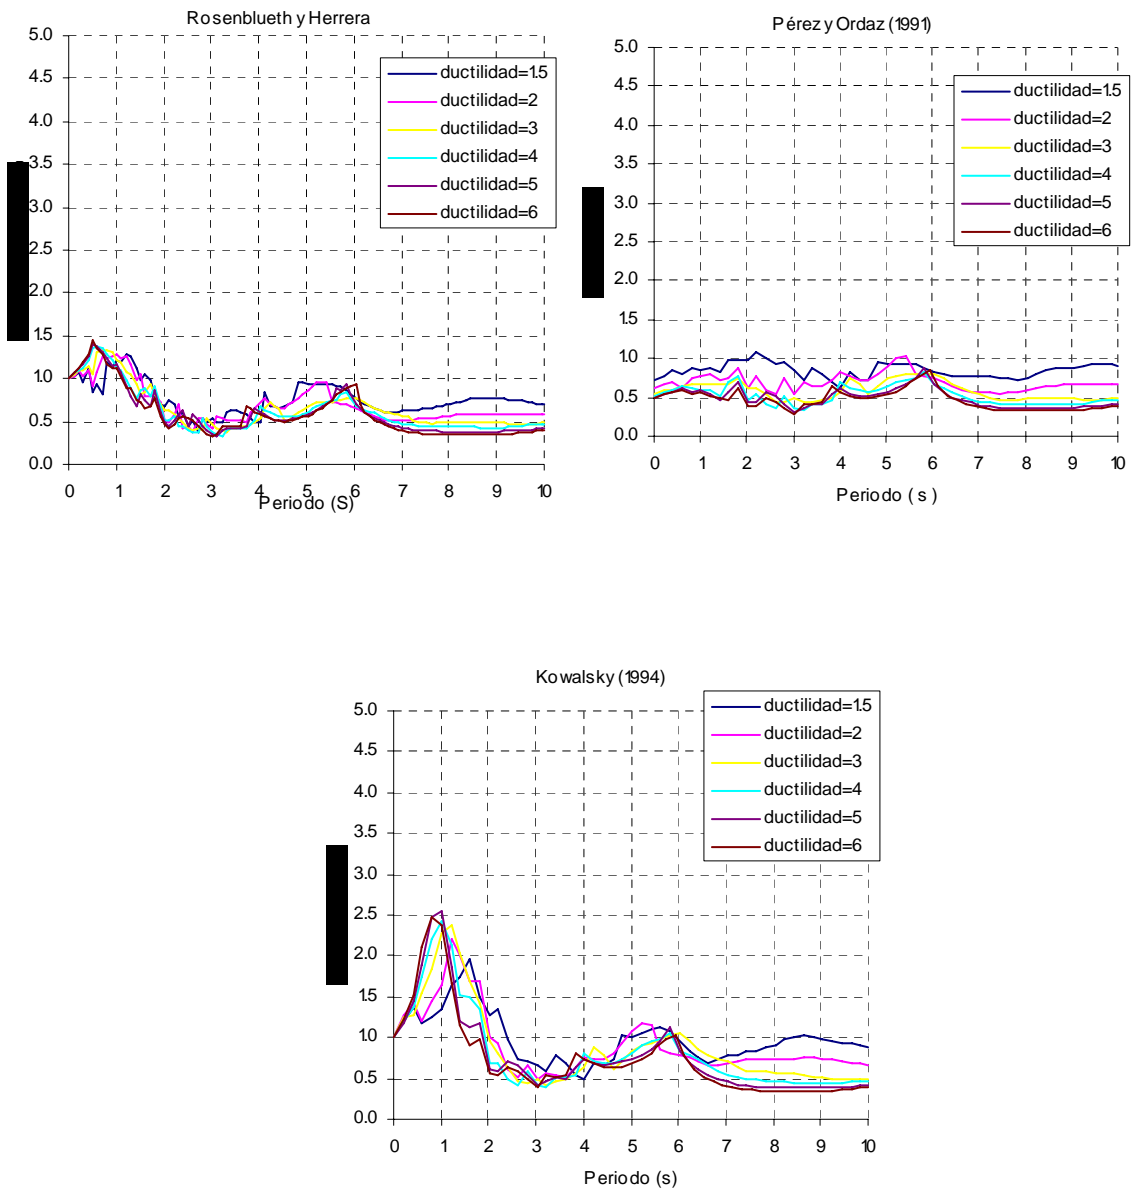 Rosenblueth y Herrera
5.0
4.5
4.0
3.5
3.0
2.5
2.0
1.5
1.0
0.5
0.0
0 1 2 3 4 5 6 7 8 9 10
Periodo (S)
ductilidad=1.5
ductilidad=2
ductilidad=3
ductilidad=4
ductilidad=5
ductilidad=6
Pérez y Ordaz (1991)
5.0
4.5
4.0
3.5
3.0
2.5
2.0
1.5
1.0
0.5
0.0
0 1 2 3 4 5 6 7 8 9 10
Periodo ( s )
ductilidad=1.5
ductilidad=2
ductilidad=3
ductilidad=4
ductilidad=5
ductilidad=6
Kowalsky (1994)
5.0
4.5
4.0
3.5
3.0
2.5
2.0
1.5
1.0
0.5
0.0
0 1 2 3 4 5 6 7 8 9 10
Periodo (s)
ductilidad=1.5
ductilidad=2
ductilidad=3
ductilidad=4
ductilidad=5
ductilidad=6